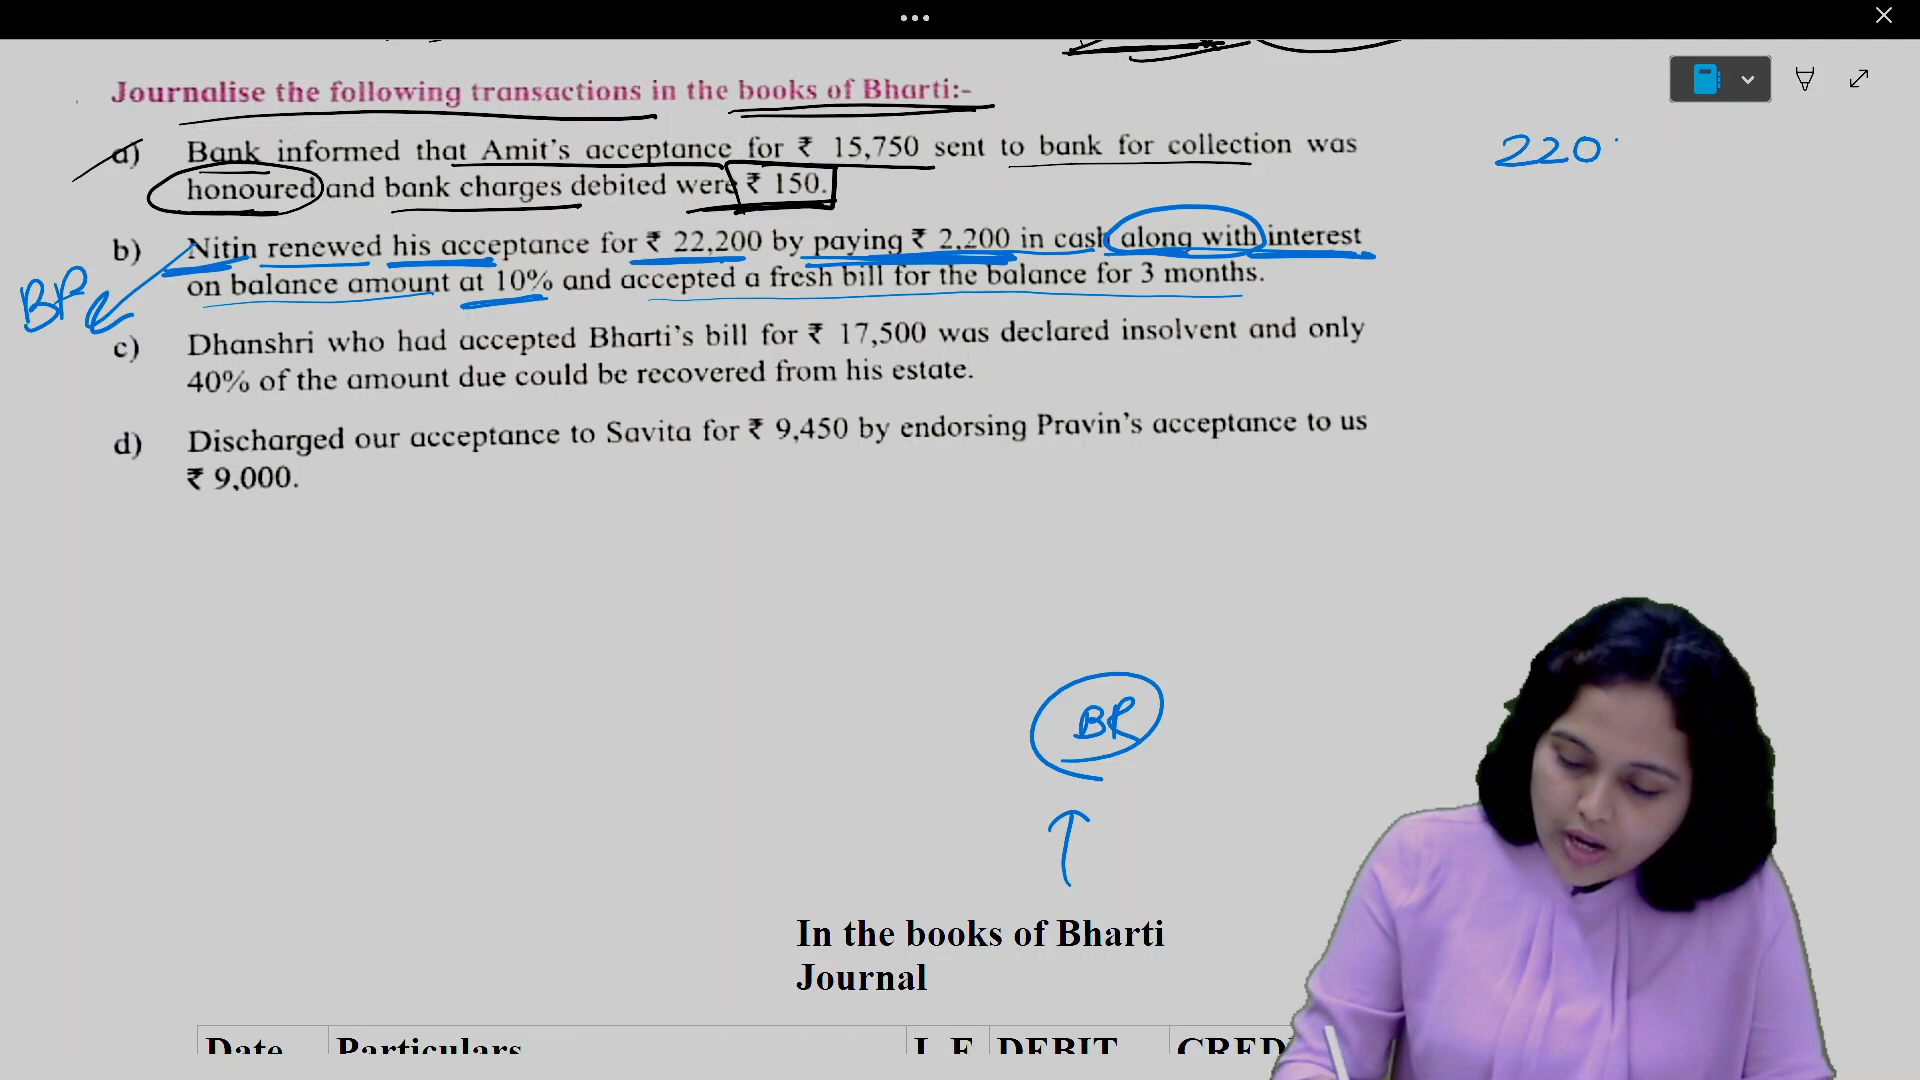 Journalise the following transactions in the books of Bharti:-
a) Bank informed that Amit's acceptance for ₹ 15,750 sent to bank for collection was
honoured and bank charges debited were ₹ 150.
220
b) Nitin renewed his acceptance for ₹ 22,200 by paying ₹ 2,200 in cash along with interest
on balance amount at 10% and accepted a fresh bill for the balance for 3 months.
BP
c) Dhanshri who had accepted Bharti's bill for ₹ 17,500 was declared insolvent and only
40% of the amount due could be recovered from his estate.
d) Discharged our acceptance to Savita for ₹ 9,450 by endorsing Pravin's acceptance to us
₹ 9,000.
BR
In the books of Bharti
Journal
Date Particulars L.F DEBIT CRED